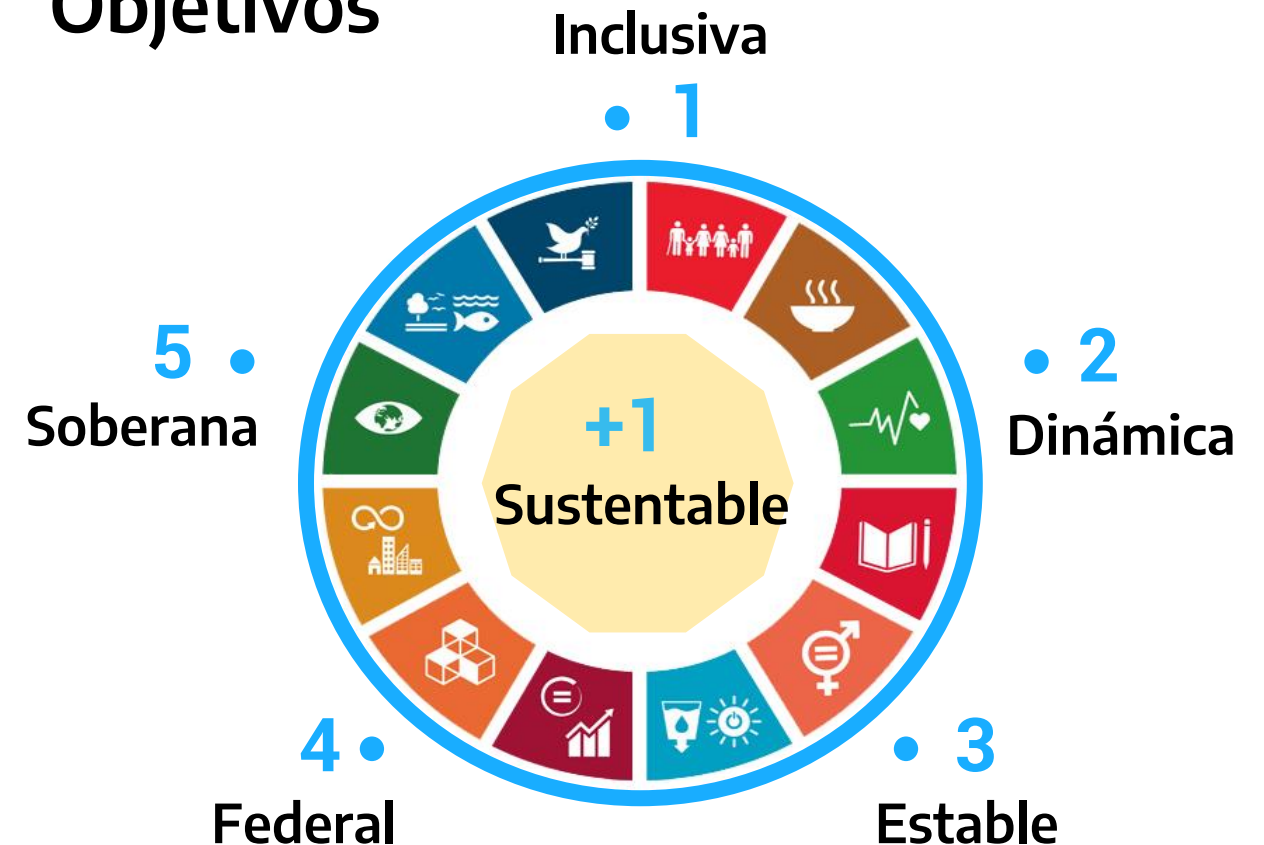 Objetivos
Inclusiva
• 1
5 •
Soberana
• 2
Dinámica
+1
Sustentable
4 •
Federal
• 3
Estable